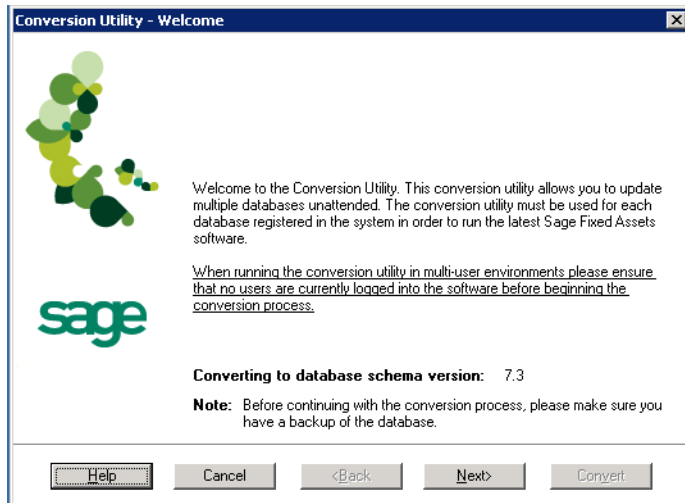 Conversion Utility - Welcome
Welcome to the Conversion Utility. This conversion utility allows you to update
multiple databases unattended. The conversion utility must be used for each
database registered in the system in order to run the latest Sage Fixed Assets
software.
When running the conversion utility in multi-user environments please ensure
that no users are currently logged into the software before beginning the
conversion process.
sage
Converting to database schema version: 7.3
Note: Before continuing with the conversion process, please make sure you
have a backup of the database.
Help Cancel <Back Next> Convert